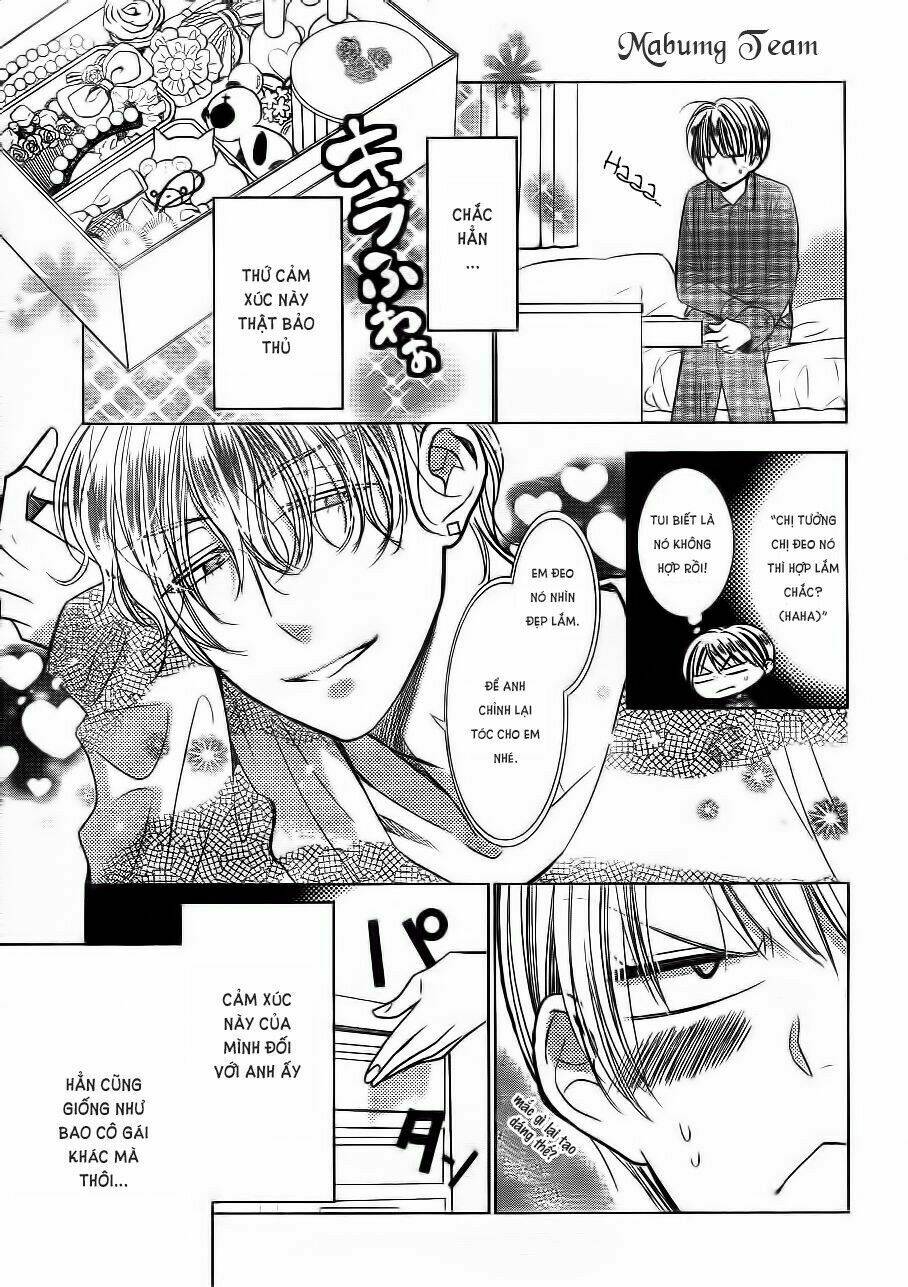 Mabumg Team
Haaa
CHẮC
HẲN
...
キラふわぁ
THỨ CẢM
XÚC NÀY
THẬT BẢO
THỦ
“CHỊ TƯỞNG
CHỊ ĐEO NÓ
THÌ HỢP LẮM
CHẮC?
(HAHA)”
TUI BIẾT LÀ
NÓ KHÔNG
HỢP RỒI!
EM ĐEO
NÓ NHÌN
ĐẸP LẮM.
ĐỂ ANH
CHỈNH LẠI
TÓC CHO EM
NHÉ.
mắc gì lại tạo
dáng thế?
CẢM XÚC
NÀY CỦA
MÌNH ĐỐI
VỚI ANH ẤY
HẲN CŨNG
GIỐNG NHƯ
BAO CÔ GÁI
KHÁC MÀ
THÔI...